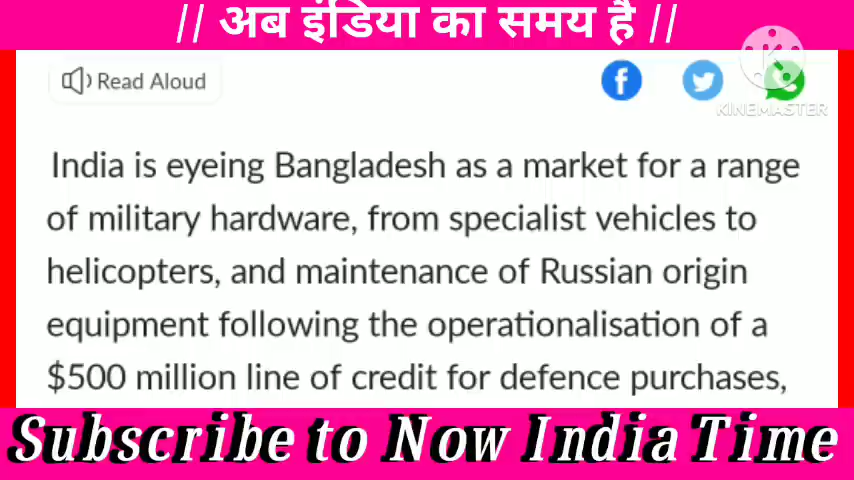 // अब इंडिया का समय है //
Read Aloud
KINEMASTER
India is eyeing Bangladesh as a market for a range
of military hardware, from specialist vehicles to
helicopters, and maintenance of Russian origin
equipment following the operationalisation of a
$500 million line of credit for defence purchases,
Subscribe to Now India Time